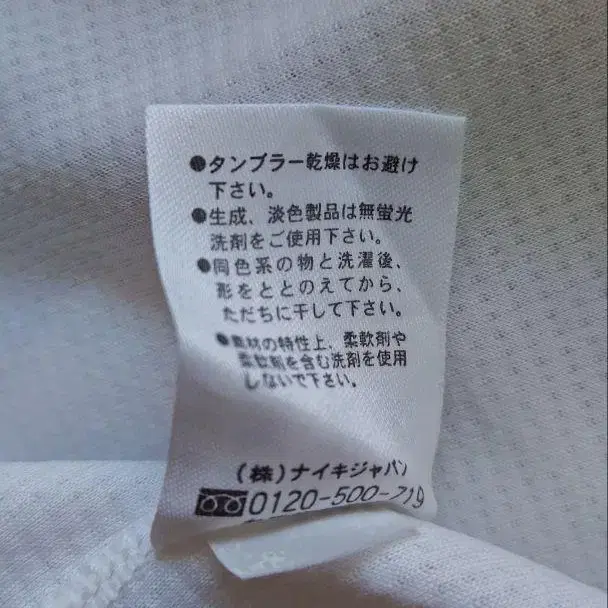 ●タンブラー乾燥はお避け
下さい。
●生成、淡色製品は無蛍光
洗剤をご使用下さい。
●同色系の物と洗濯後、
形をととのえてから、
ただちに干して下さい。
●素材の特性上、柔軟剤や
柔軟剤を含む洗剤を使用
しないで下さい。
(株)ナイキジャパン
0120-500-719